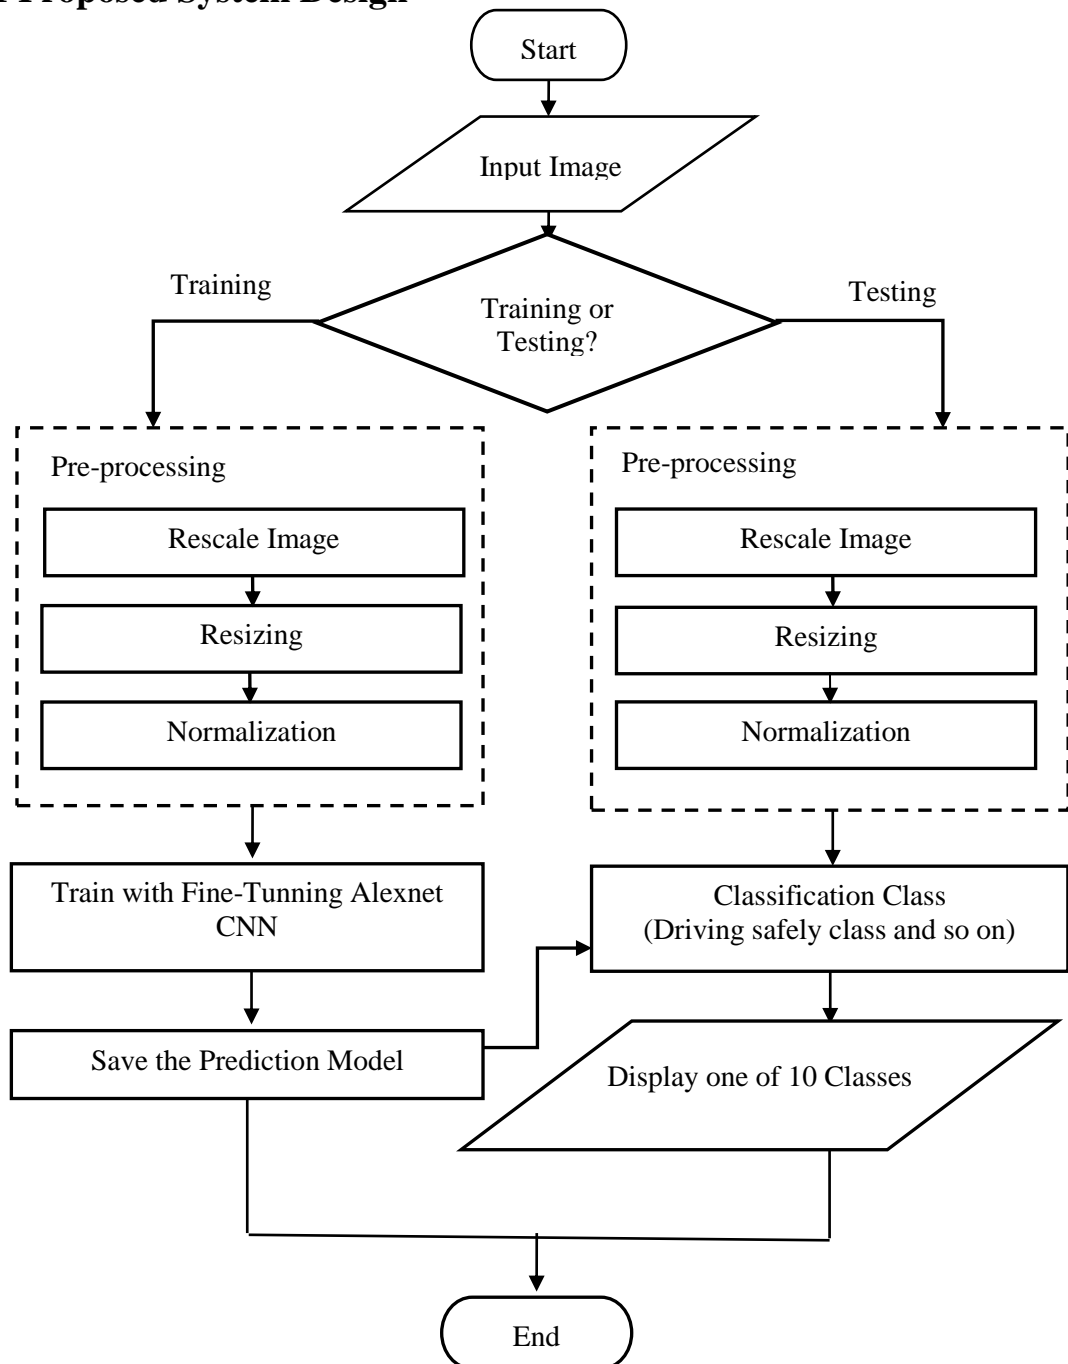 Proposed System Design
Start
Input Image
Training or
Testing?
Training
Testing
Pre-processing
Rescale Image
Resizing
Normalization
Train with Fine-Tunning Alexnet
CNN
Save the Prediction Model
Pre-processing
Rescale Image
Resizing
Normalization
Classification Class
(Driving safely class and so on)
Display one of 10 Classes
End